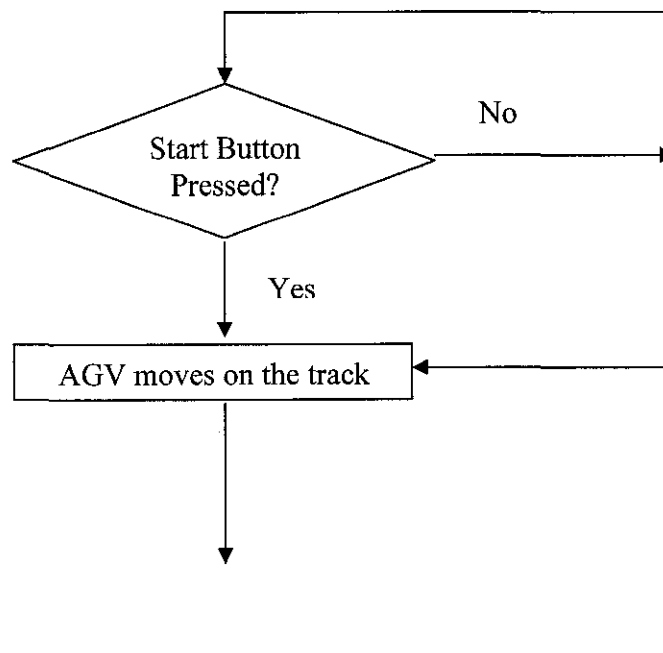 No
Start Button
Pressed?
Yes
AGV moves on the track